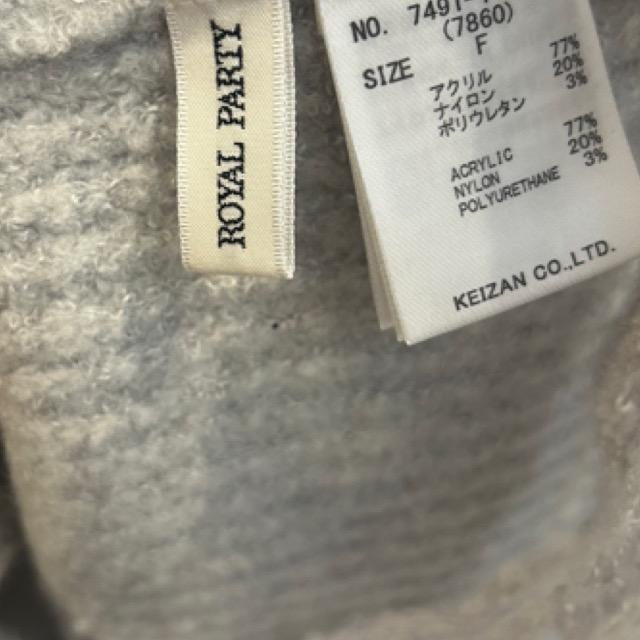 ROYAL PARTY
NO. 7491
(7860)
SIZE F
アクリル 77%
ナイロン 20%
ポリウレタン 3%
ACRYLIC 77%
NYLON 20%
POLYURETHANE 3%
KEIZAN CO.,LTD.